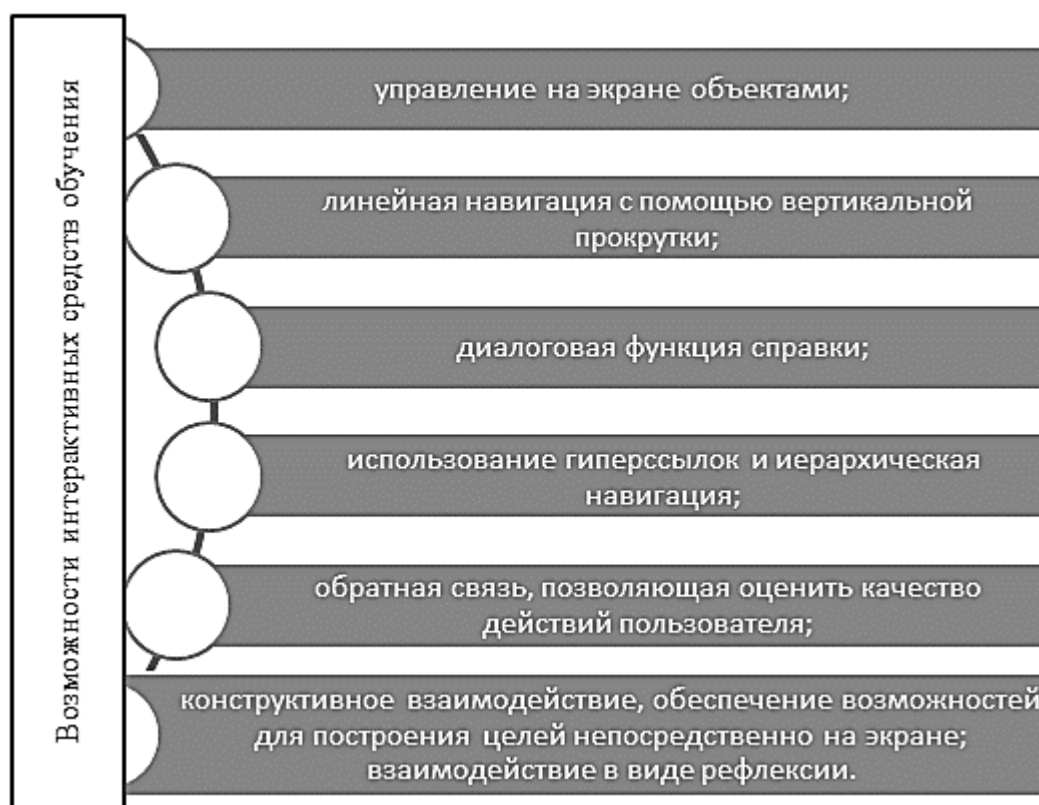 Возможности интерактивных средств обучения
управление на экране объектами;
линейная навигация с помощью вертикальной
прокрутки;
диалоговая функция справки;
использование гиперссылок и иерархическая
навигация;
обратная связь, позволяющая оценить качество
действий пользователя;
конструктивное взаимодействие, обеспечение возможностей
для построения целей непосредственно на экране;
взаимодействие в виде рефлексии.